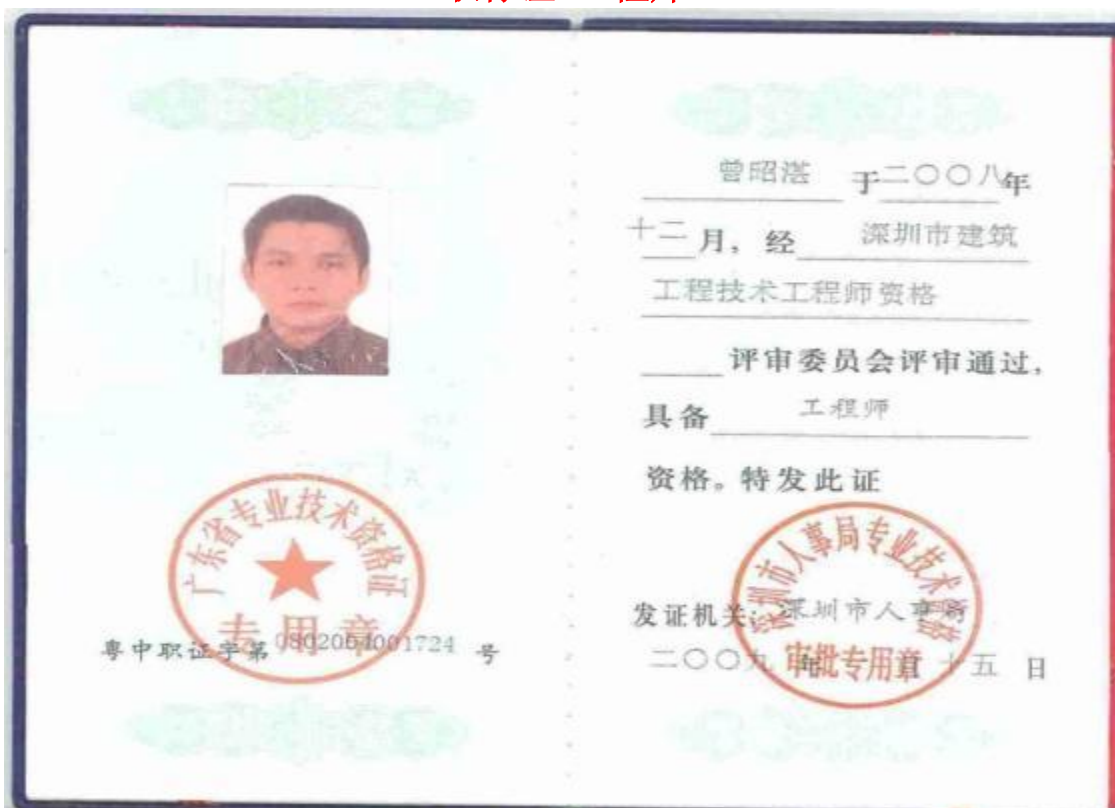 广东省专业技术资格证
专用章
粤中职证字第 0802004001724 号
曾昭湛 于二〇〇八年
十二月，经 深圳市建筑
工程技术工程师资格
评审委员会评审通过，
具备 工程师
资格。特发此证
深圳市人事局专业技术资格
审批专用章
发证机关：深圳市人事局
二〇〇九 年 月 十五 日